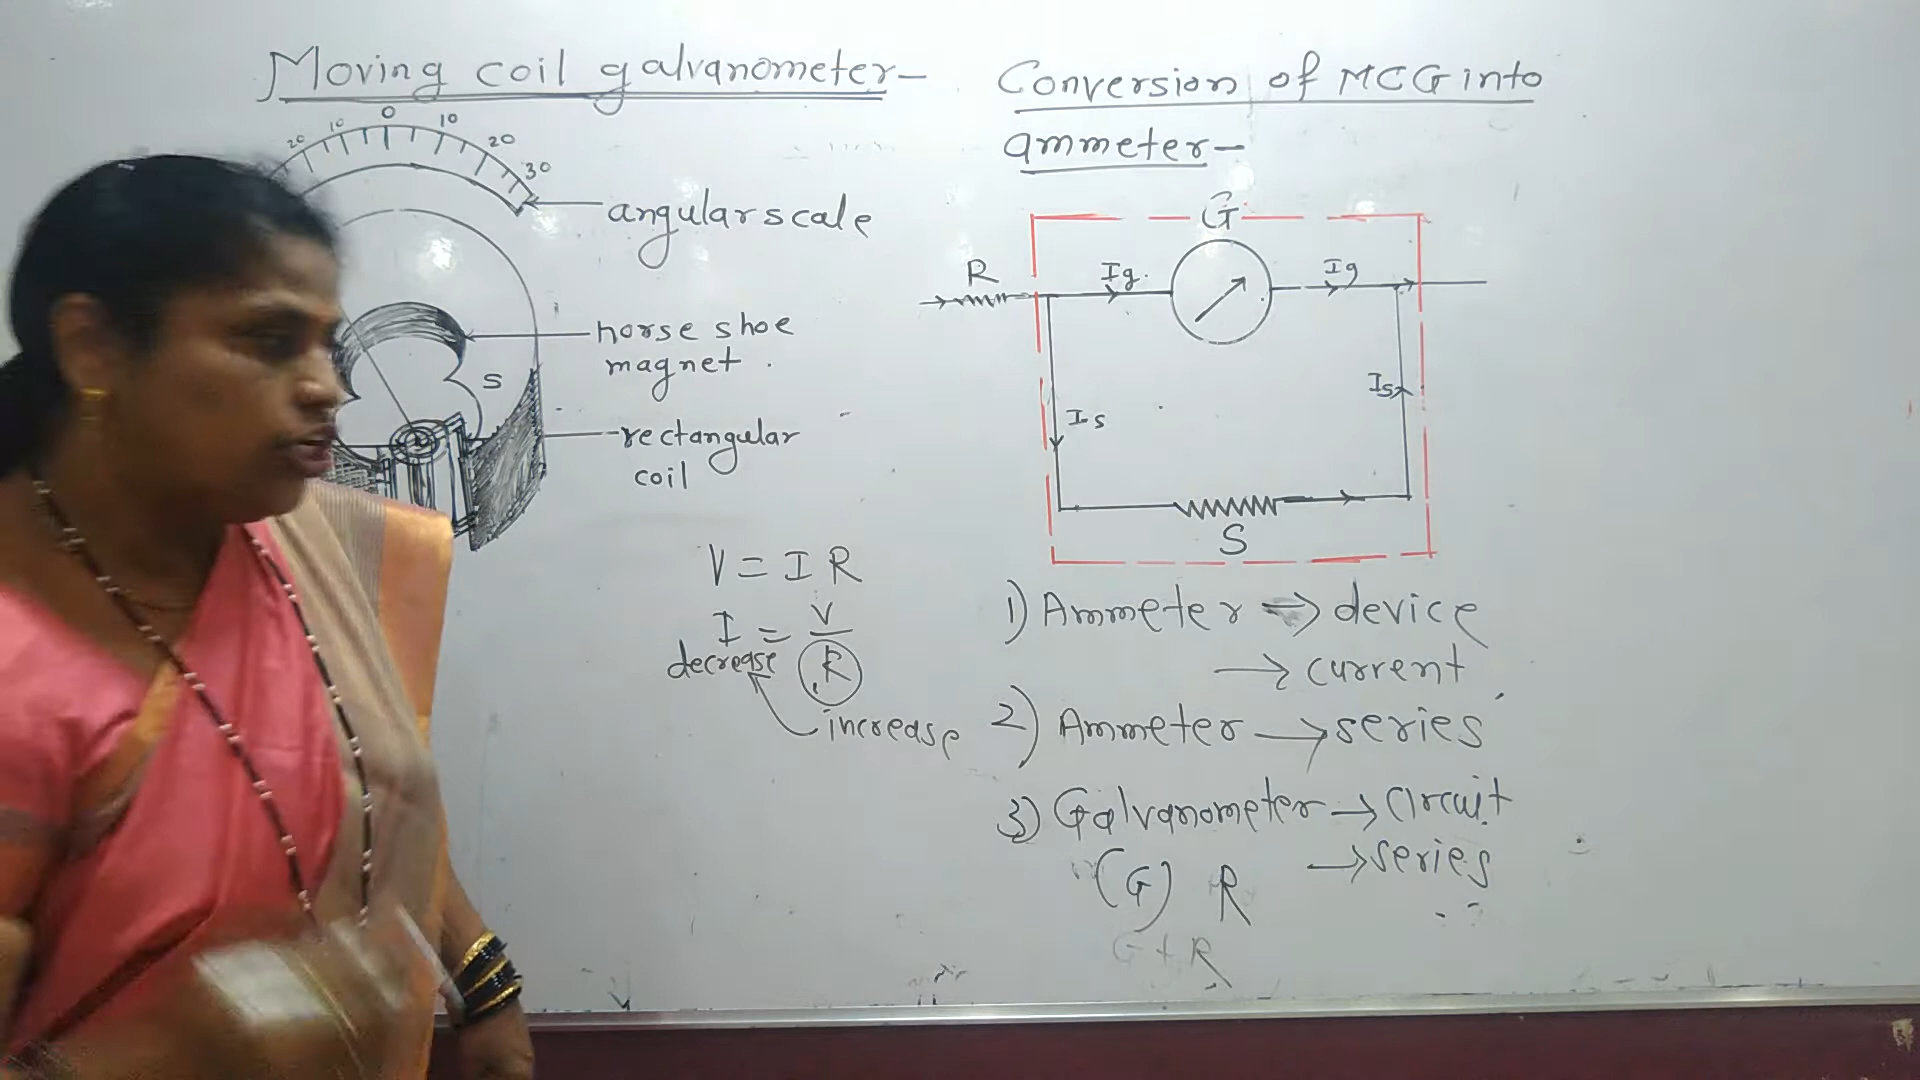 Moving coil galvanometer-
20 10 0 10 20 30
angular scale
horse shoe
magnet.
S
rectangular
coil
V = I R
I = V
R
decrease
increase
Conversion of MCG into
ammeter-
G
R
Ig.
Ig
Is
Is
S
1) Ammeter → device
→ current
2) Ammeter → series
3) Galvanometer → Circuit
→ series
(G) R
G + R